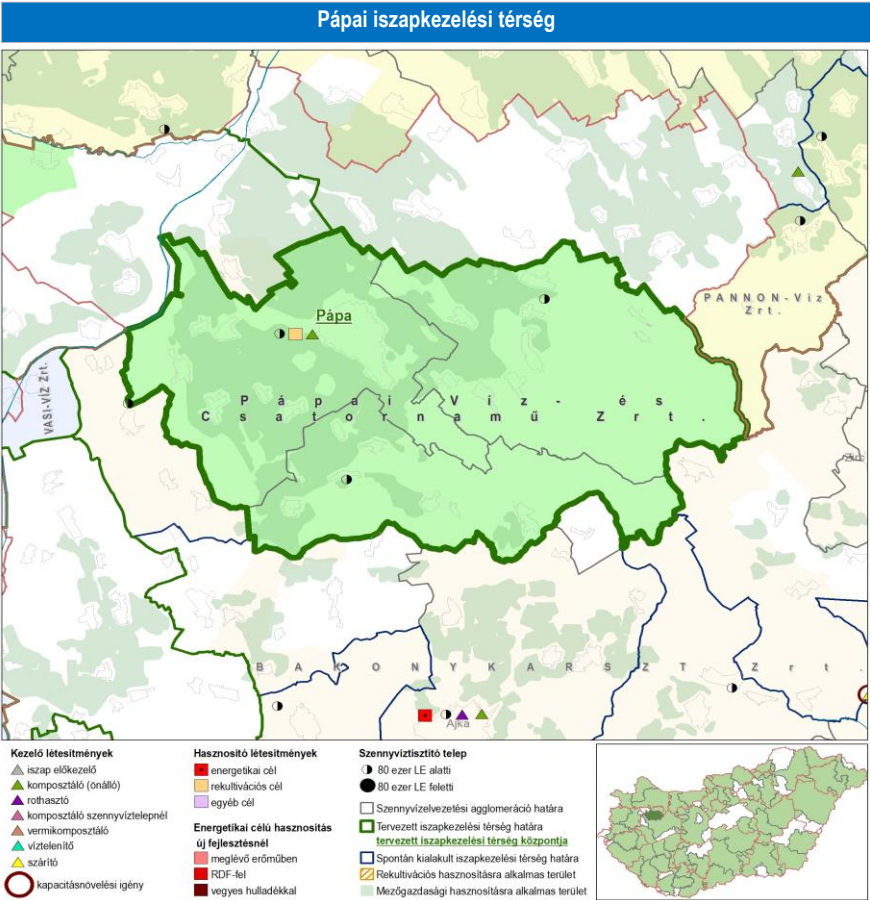 Pápai iszapkezelési térség
PANNON-Víz
Zrt.
Pápa
VASI-VÍZ Zrt.
Pápai Víz- és
Csatornamű Zrt.
BAKONYKARSZT Zrt.
Ajka
Kezelő létesítmények
iszap előkezelő
komposztáló (önálló)
rothasztó
komposztáló szennyvíztelepnél
vermikomposztáló
víztelenítő
szárító
kapacitásnövelési igény
Hasznosító létesítmények
energetikai cél
rekultivációs cél
egyéb cél
Energetikai célú hasznosítás
új fejlesztésnél
meglévő erőműben
RDF-fel
vegyes hulladékkal
Szennyvíztisztító telep
80 ezer LE alatti
80 ezer LE feletti
Szennyvízelvezetési agglomeráció határa
Tervezett iszapkezelési térség határa
tervezett iszapkezelési térség központja
Spontán kialakult iszapkezelési térség határa
Rekultivációs hasznosításra alkalmas terület
Mezőgazdasági hasznosításra alkalmas terület